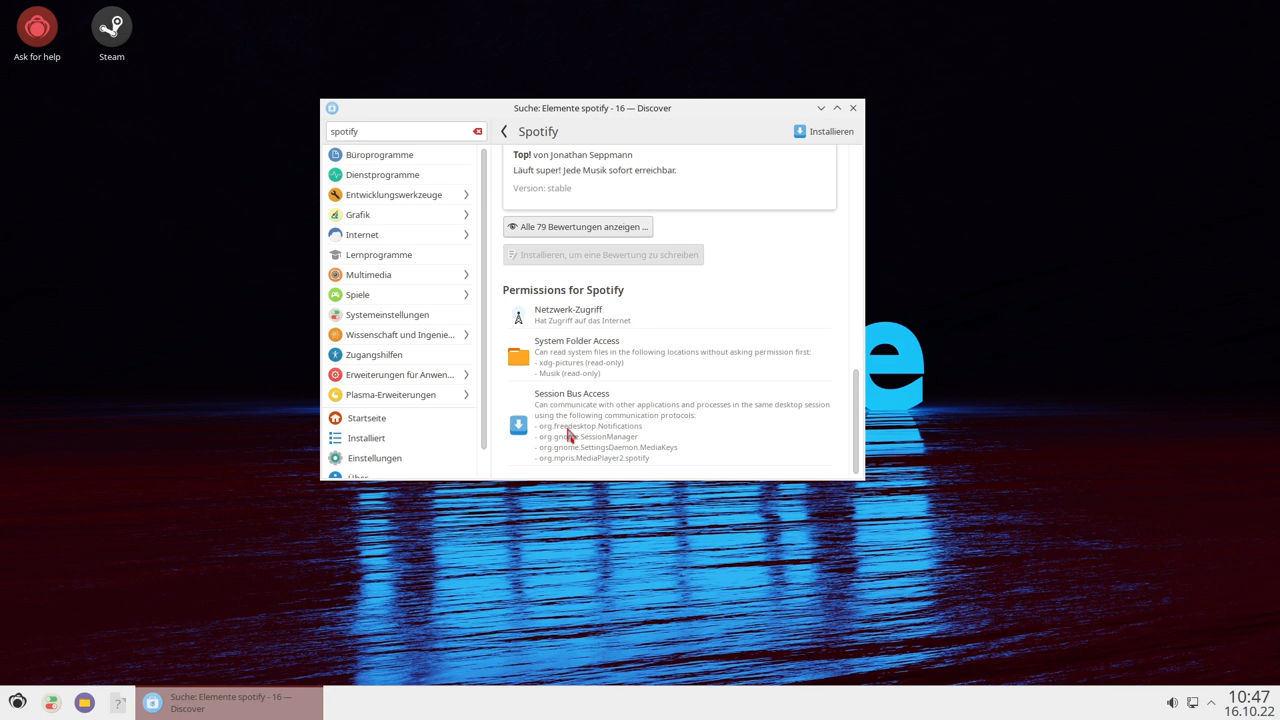 Ask for help
Steam
Suche: Elemente spotify - 16 — Discover
spotify
Spotify
Installieren
Büroprogramme
Dienstprogramme
Entwicklungswerkzeuge
Grafik
Internet
Lernprogramme
Multimedia
Spiele
Systemeinstellungen
Wissenschaft und Ingenie...
Zugangshilfen
Erweiterungen für Anwen...
Plasma-Erweiterungen
Startseite
Installiert
Einstellungen
Über
Top! von Jonathan Seppmann
Läuft super! Jede Musik sofort erreichbar.
Version: stable
Alle 79 Bewertungen anzeigen ...
Installieren, um eine Bewertung zu schreiben
Permissions for Spotify
Netzwerk-Zugriff
Hat Zugriff auf das Internet
System Folder Access
Can read system files in the following locations without asking permission first:
- xdg-pictures (read-only)
- Musik (read-only)
Session Bus Access
Can communicate with other applications and processes in the same desktop session
using the following communication protocols:
- org.freedesktop.Notifications
- org.gnome.SessionManager
- org.gnome.SettingsDaemon.MediaKeys
- org.mpris.MediaPlayer2.spotify
e
Suche: Elemente spotify - 16 —
Discover
10:47
16.10.22